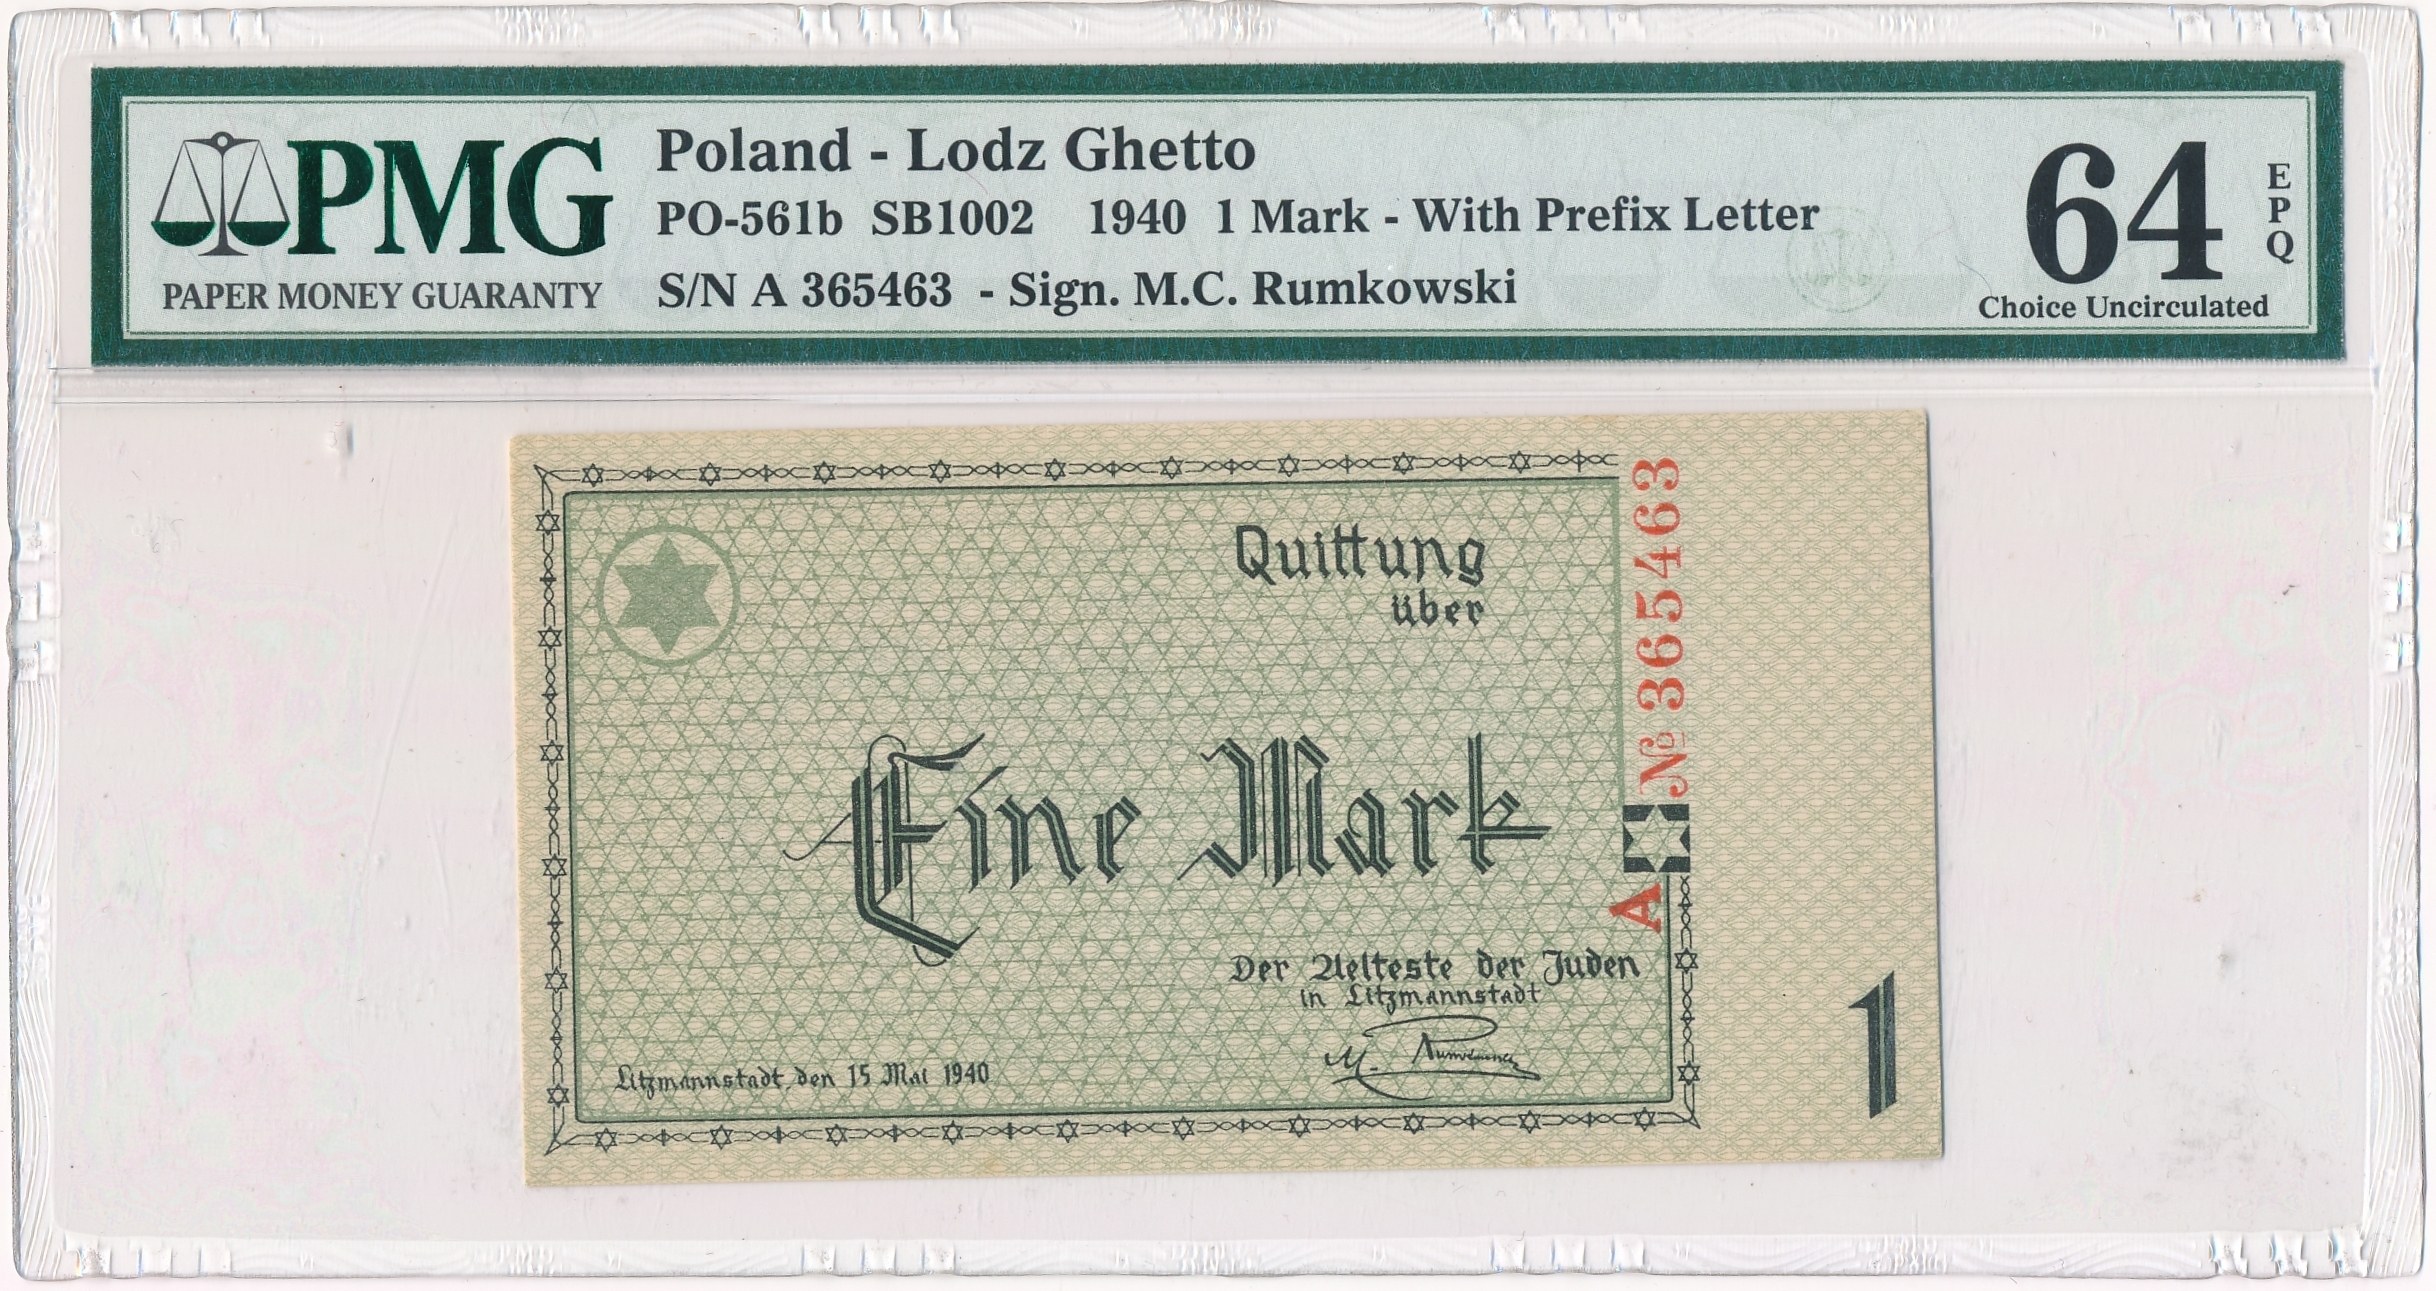 PMG
PAPER MONEY GUARANTY
Poland - Lodz Ghetto
PO-561b SB1002 1940 1 Mark - With Prefix Letter
S/N A 365463 - Sign. M.C. Rumkowski
64
EPQ
Choice Uncirculated
Quittung
über
Eine Mark
A № 365463
Der Aelteste der Juden
in Litzmannstadt
M. Rumkowski
Litzmannstadt, den 15 Mai 1940
1